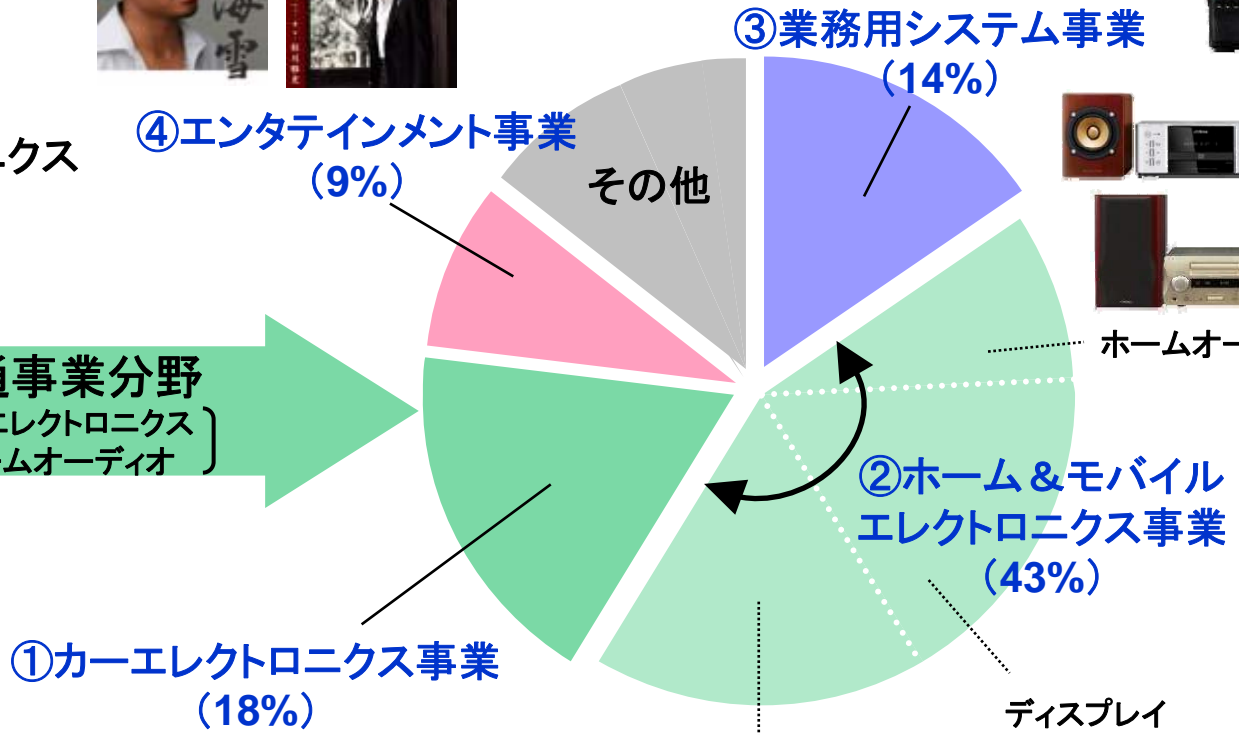 海
雪
③業務用システム事業
(14%)
④エンタテインメント事業
(9%)
ニクス
その他
事業分野
エレクトロニクス
ームオーディオ
ホームオー
②ホーム&モバイル
エレクトロニクス事業
(43%)
①カーエレクトロニクス事業
(18%)
ディスプレイ